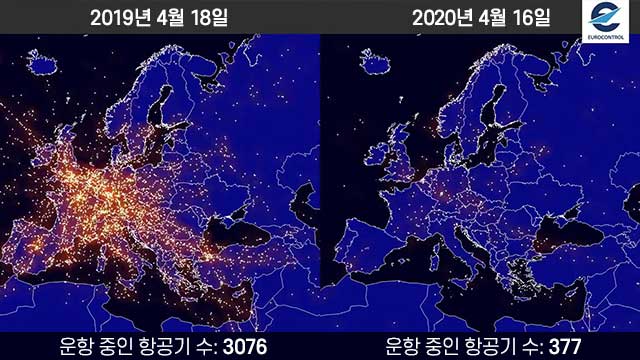 2019년 4월 18일
2020년 4월 16일
EUROCONTROL
운항 중인 항공기 수: 3076
운항 중인 항공기 수: 377